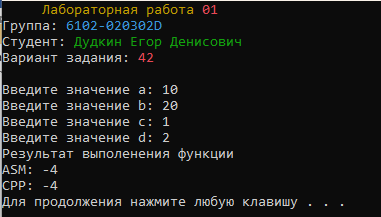 Лабораторная работа 01
Группа: 6102-020302D
Студент: Дудкин Егор Денисович
Вариант задания: 42
Введите значение a: 10
Введите значение b: 20
Введите значение c: 1
Введите значение d: 2
Результат выполенения функции
ASM: -4
CPP: -4
Для продолжения нажмите любую клавишу . . .